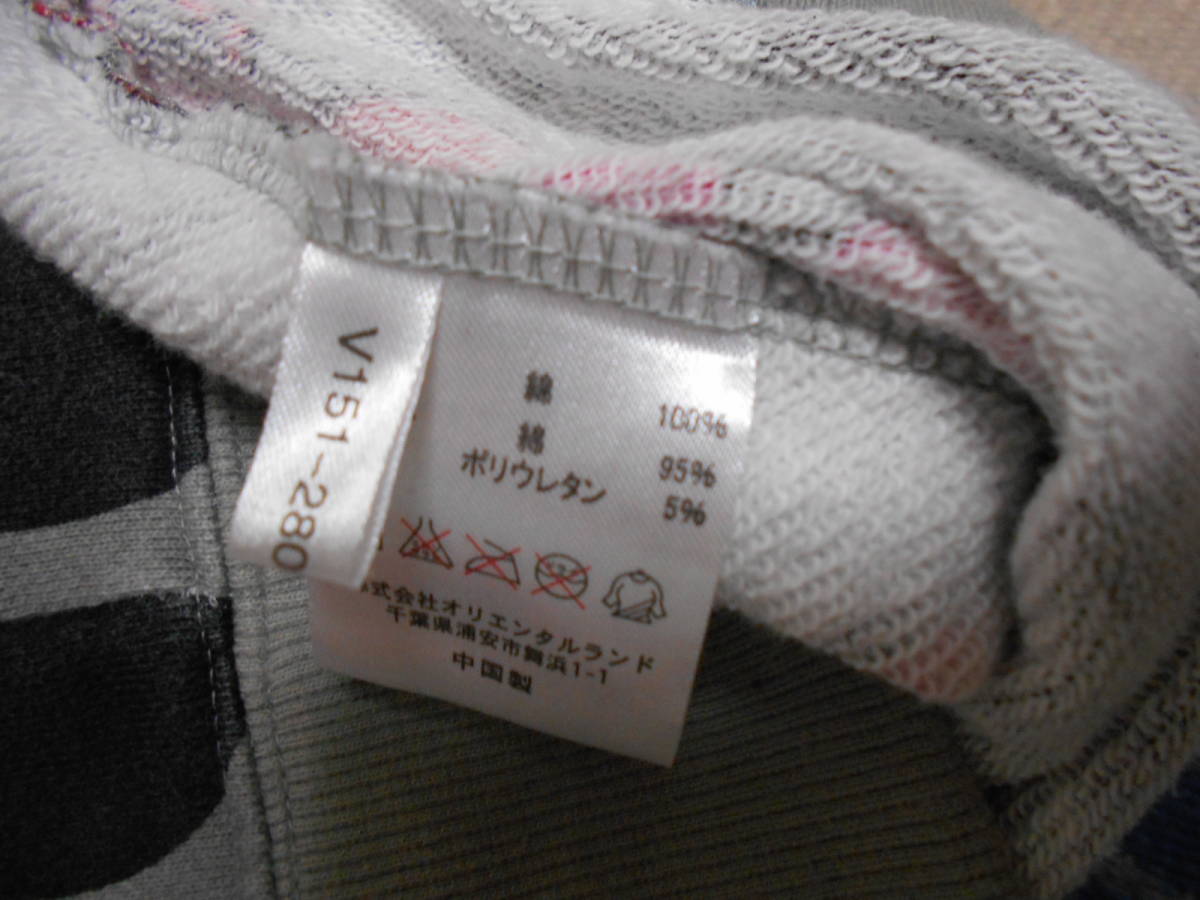 V151-280
綿 100%
綿 95%
ポリウレタン 5%
式会社オリエンタルランド
千葉県浦安市舞浜1-1
中国製